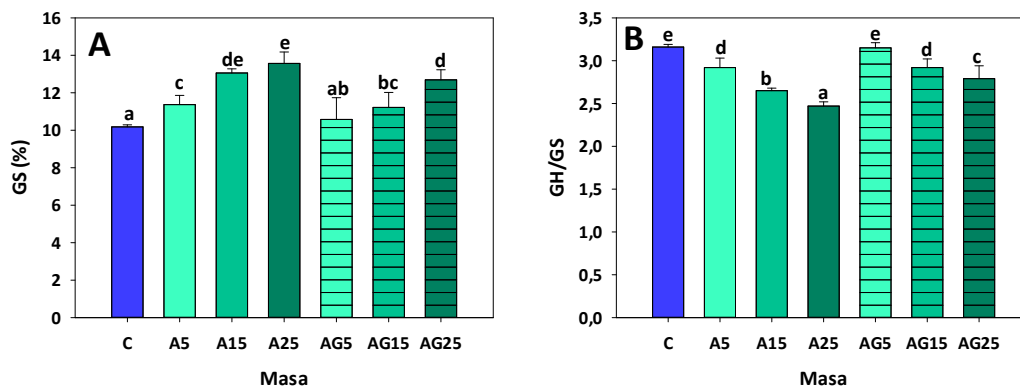 A
GS (%)
16
14
12
10
8
6
4
2
0
a
c
de
e
ab
bc
d
C A5 A15 A25 AG5 AG15 AG25
Masa
B
GH/GS
3,5
3,0
2,5
2,0
1,5
1,0
0,5
0,0
e
d
b
a
e
d
c
C A5 A15 A25 AG5 AG15 AG25
Masa